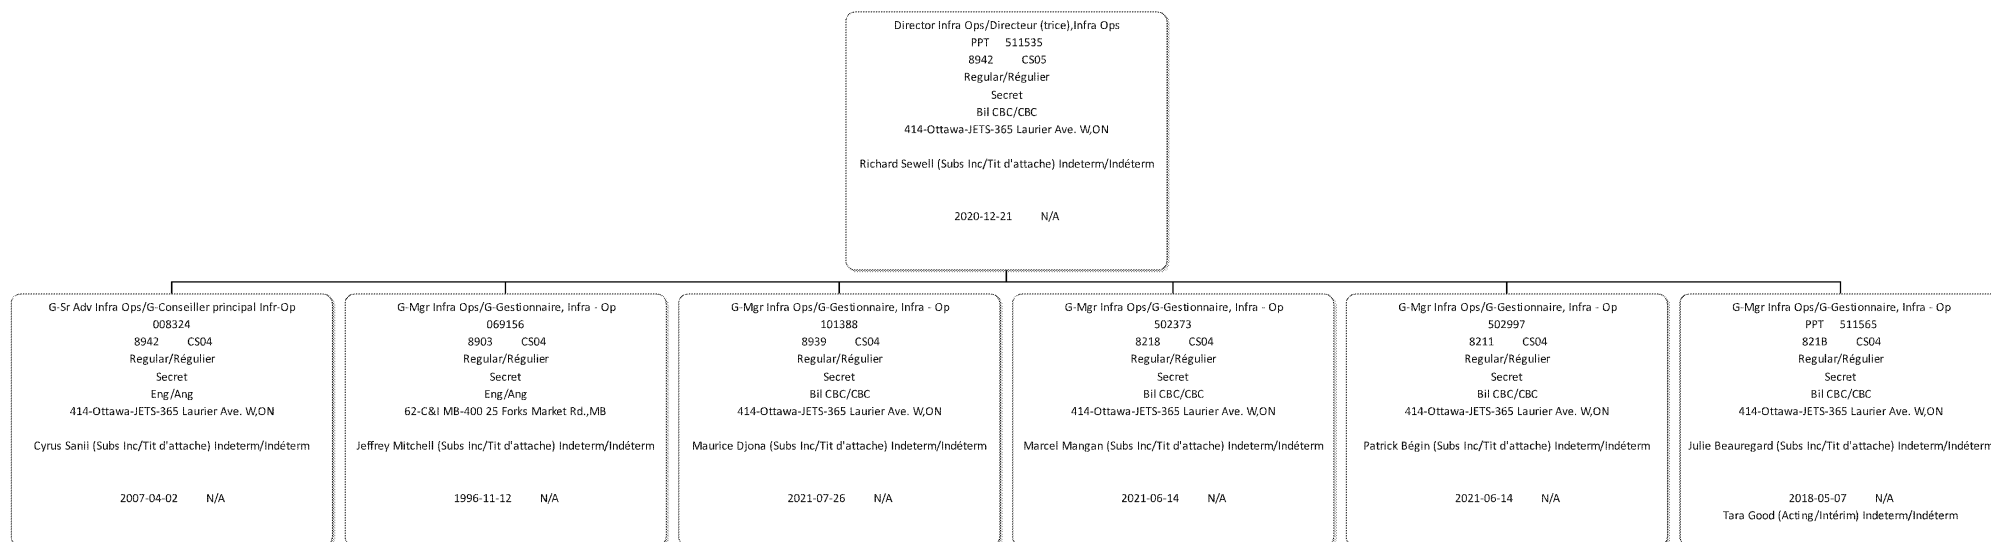 Director Infra Ops/Directeur (trice),Infra Ops
PPT 511535
8942 CS05
Regular/Régulier
Secret
Bil CBC/CBC
414-Ottawa-JETS-365 Laurier Ave. W,ON
Richard Sewell (Subs Inc/Tit d'attache) Indeterm/Indéterm
2020-12-21 N/A
G-Sr Adv Infra Ops/G-Conseiller principal Infr-Op
008324
8942 CS04
Regular/Régulier
Secret
Eng/Ang
414-Ottawa-JETS-365 Laurier Ave. W,ON
Cyrus Sanii (Subs Inc/Tit d'attache) Indeterm/Indéterm
2007-04-02 N/A
G-Mgr Infra Ops/G-Gestionnaire, Infra - Op
069156
8903 CS04
Regular/Régulier
Secret
Eng/Ang
62-C&I MB-400 25 Forks Market Rd.,MB
Jeffrey Mitchell (Subs Inc/Tit d'attache) Indeterm/Indéterm
1996-11-12 N/A
G-Mgr Infra Ops/G-Gestionnaire, Infra - Op
101388
8939 CS04
Regular/Régulier
Secret
Bil CBC/CBC
414-Ottawa-JETS-365 Laurier Ave. W,ON
Maurice Djona (Subs Inc/Tit d'attache) Indeterm/Indéterm
2021-07-26 N/A
G-Mgr Infra Ops/G-Gestionnaire, Infra - Op
502373
8218 CS04
Regular/Régulier
Secret
Bil CBC/CBC
414-Ottawa-JETS-365 Laurier Ave. W,ON
Marcel Mangan (Subs Inc/Tit d'attache) Indeterm/Indéterm
2021-06-14 N/A
G-Mgr Infra Ops/G-Gestionnaire, Infra - Op
502997
8211 CS04
Regular/Régulier
Secret
Bil CBC/CBC
414-Ottawa-JETS-365 Laurier Ave. W,ON
Patrick Bégin (Subs Inc/Tit d'attache) Indeterm/Indéterm
2021-06-14 N/A
G-Mgr Infra Ops/G-Gestionnaire, Infra - Op
PPT 511565
821B CS04
Regular/Régulier
Secret
Bil CBC/CBC
414-Ottawa-JETS-365 Laurier Ave. W,ON
Julie Beauregard (Subs Inc/Tit d'attache) Indeterm/Indéterm
2018-05-07 N/A
Tara Good (Acting/Intérim) Indeterm/Indéterm